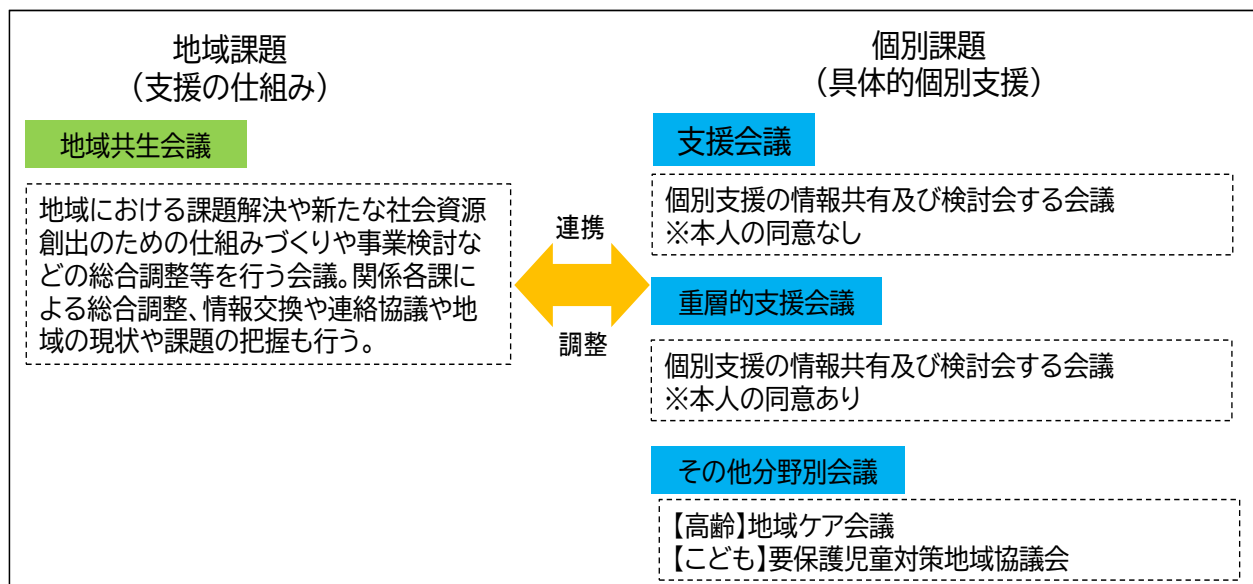 地域課題
(支援の仕組み)
地域共生会議
地域における課題解決や新たな社会資源
創出のための仕組みづくりや事業検討な
どの総合調整等を行う会議。関係各課に
よる総合調整、情報交換や連絡協議や地
域の現状や課題の把握も行う。
連携
調整
個別課題
(具体的個別支援)
支援会議
個別支援の情報共有及び検討会する会議
※本人の同意なし
重層的支援会議
個別支援の情報共有及び検討会する会議
※本人の同意あり
その他分野別会議
【高齢】地域ケア会議
【こども】要保護児童対策地域協議会